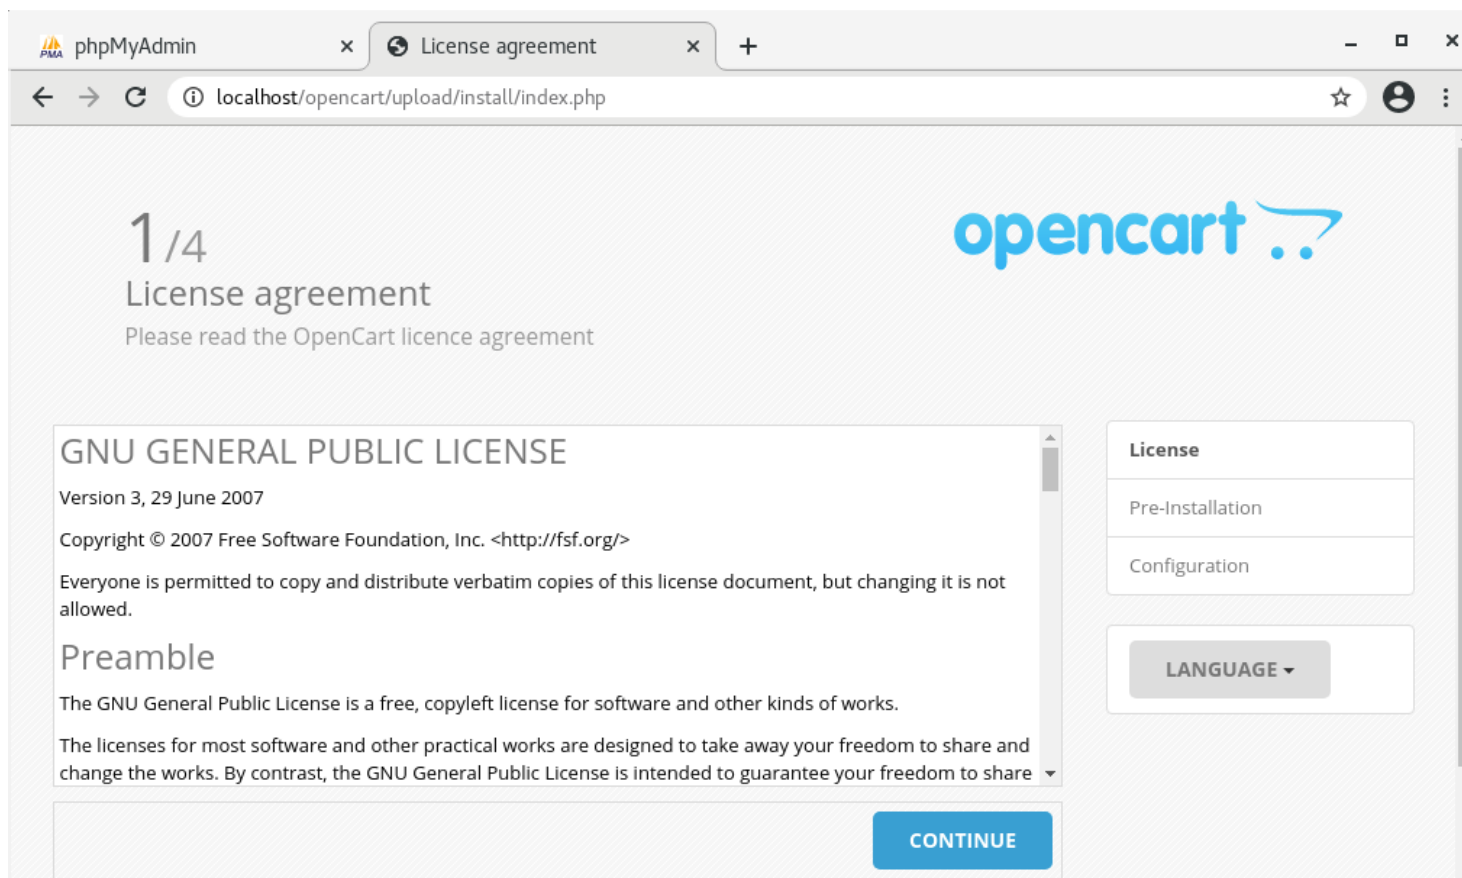 PMA phpMyAdmin
License agreement
localhost/opencart/upload/install/index.php
1/4
License agreement
Please read the OpenCart licence agreement
opencart
GNU GENERAL PUBLIC LICENSE
Version 3, 29 June 2007
Copyright © 2007 Free Software Foundation, Inc. <http://fsf.org/>
Everyone is permitted to copy and distribute verbatim copies of this license document, but changing it is not
allowed.
Preamble
The GNU General Public License is a free, copyleft license for software and other kinds of works.
The licenses for most software and other practical works are designed to take away your freedom to share and
change the works. By contrast, the GNU General Public License is intended to guarantee your freedom to share
CONTINUE
License
Pre-Installation
Configuration
LANGUAGE